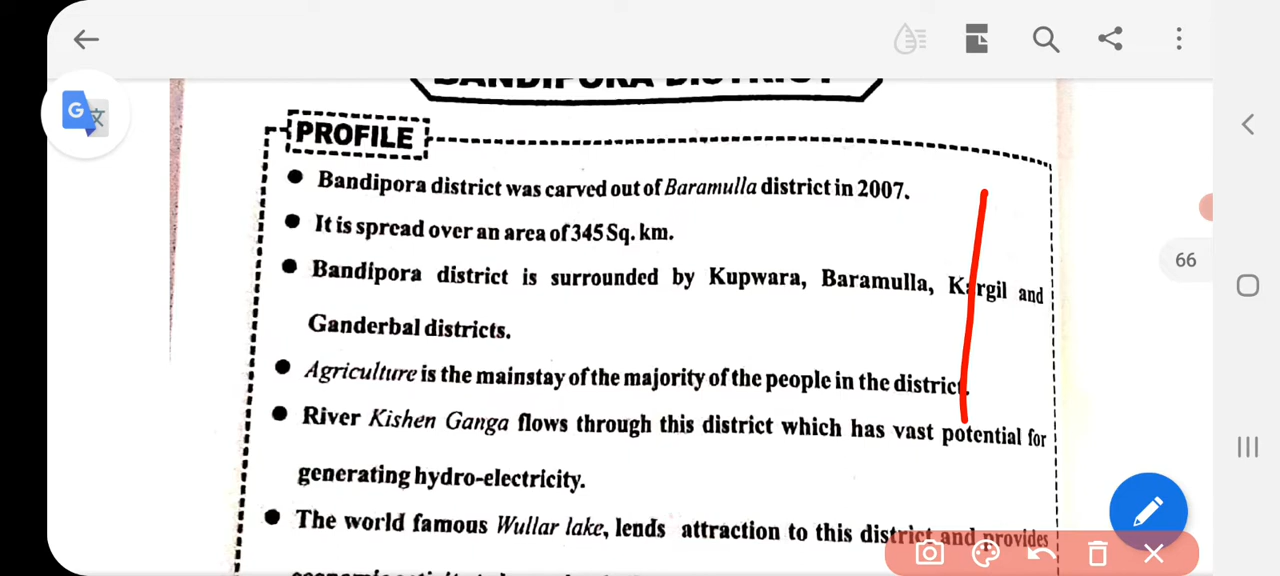 BANDIPORA DISTRICT
PROFILE
● Bandipora district was carved out of Baramulla district in 2007.
● It is spread over an area of 345 Sq. km.
● Bandipora district is surrounded by Kupwara, Baramulla, Kargil and
Ganderbal districts.
● Agriculture is the mainstay of the majority of the people in the district.
● River Kishen Ganga flows through this district which has vast potential for
generating hydro-electricity.
● The world famous Wullar lake, lends attraction to this district and provides
66